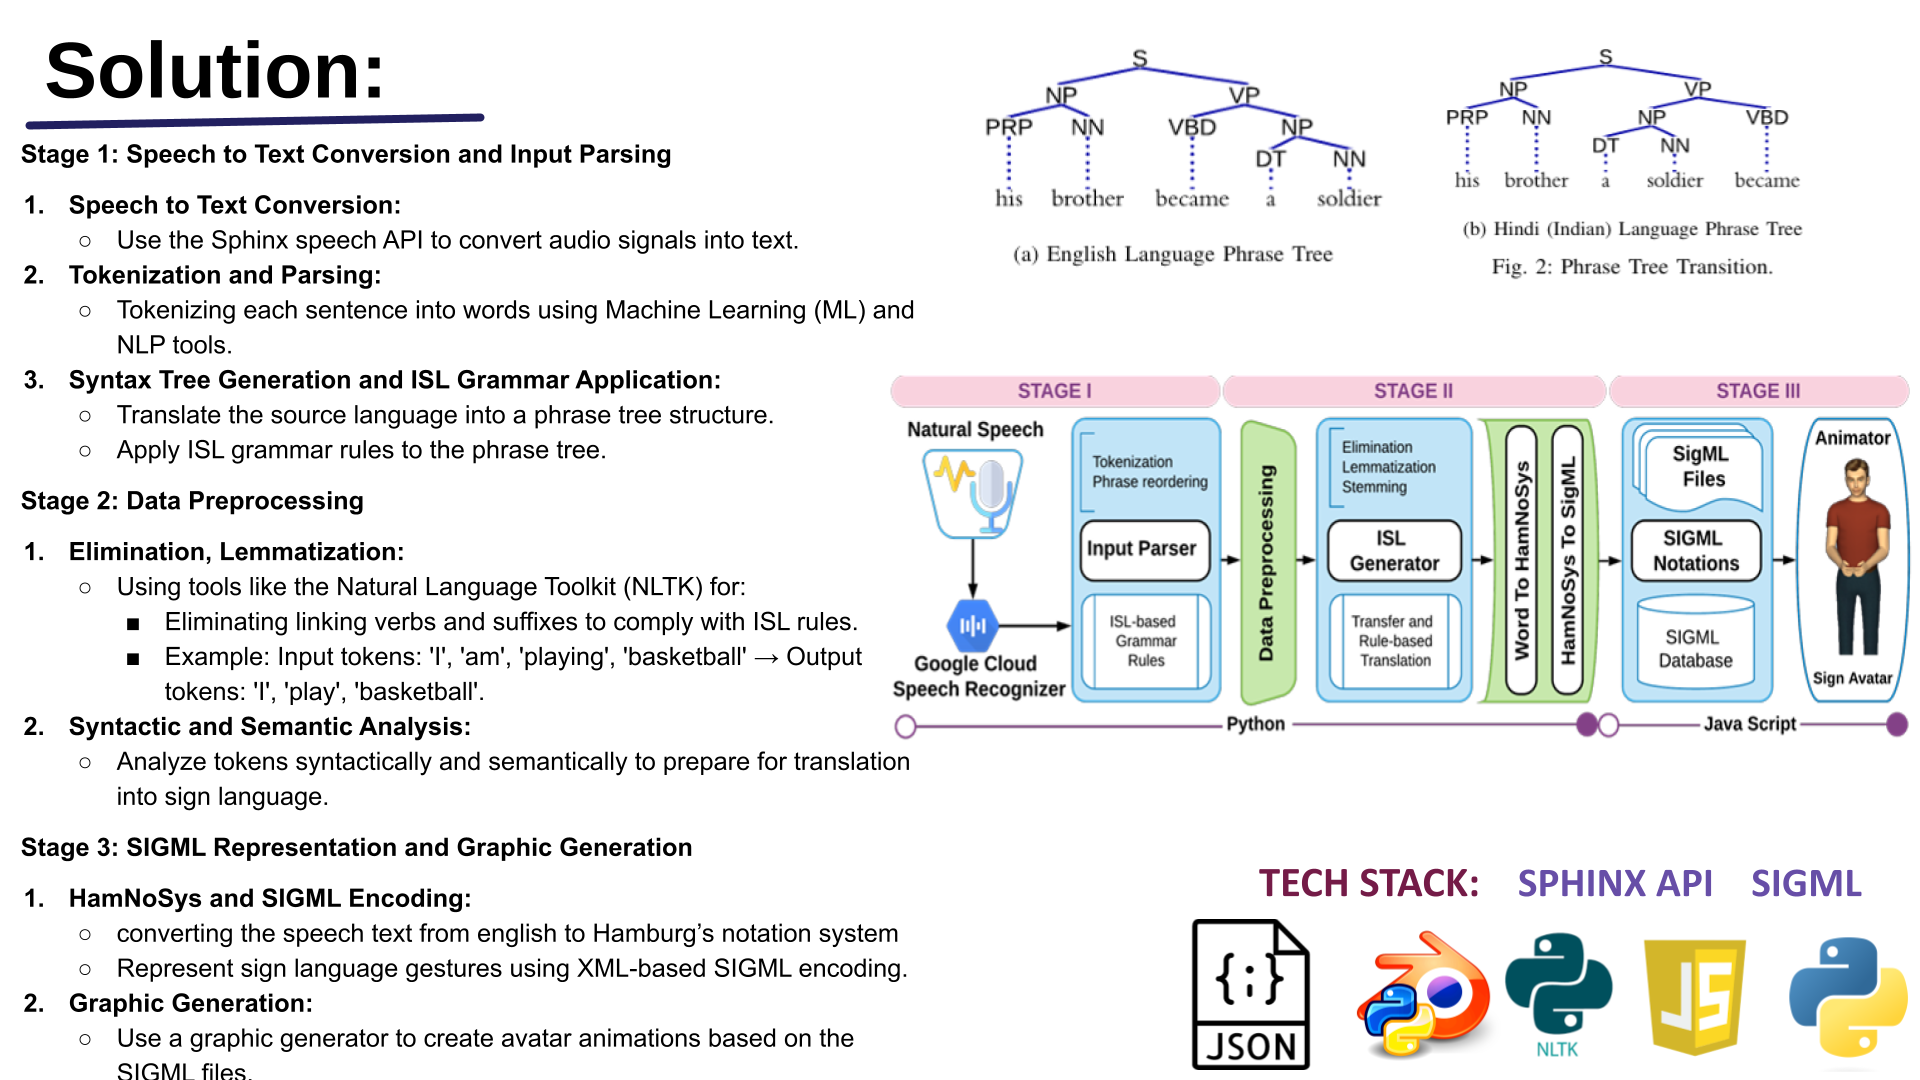 Solution:
Stage 1: Speech to Text Conversion and Input Parsing
1. Speech to Text Conversion:
○ Use the Sphinx speech API to convert audio signals into text.
2. Tokenization and Parsing:
○ Tokenizing each sentence into words using Machine Learning (ML) and
NLP tools.
3. Syntax Tree Generation and ISL Grammar Application:
○ Translate the source language into a phrase tree structure.
○ Apply ISL grammar rules to the phrase tree.
Stage 2: Data Preprocessing
1. Elimination, Lemmatization:
○ Using tools like the Natural Language Toolkit (NLTK) for:
■ Eliminating linking verbs and suffixes to comply with ISL rules.
■ Example: Input tokens: 'I', 'am', 'playing', 'basketball' → Output
tokens: 'I', 'play', 'basketball'.
2. Syntactic and Semantic Analysis:
○ Analyze tokens syntactically and semantically to prepare for translation
into sign language.
Stage 3: SIGML Representation and Graphic Generation
1. HamNoSys and SIGML Encoding:
○ converting the speech text from english to Hamburg’s notation system
○ Represent sign language gestures using XML-based SIGML encoding.
2. Graphic Generation:
○ Use a graphic generator to create avatar animations based on the
SIGML files.
S
NP VP
PRP NN VBD NP
DT NN
his brother became a soldier
(a) English Language Phrase Tree
S
NP VP
PRP NN NP VBD
DT NN
his brother a soldier became
(b) Hindi (Indian) Language Phrase Tree
Fig. 2: Phrase Tree Transition.
STAGE I
STAGE II
STAGE III
Natural Speech
Google Cloud
Speech Recognizer
Tokenization
Phrase reordering
Input Parser
ISL-based
Grammar
Rules
Data Preprocessing
Elimination
Lemmatization
Stemming
ISL
Generator
Transfer and
Rule-based
Translation
Word To HamNoSys
HamNoSys To SigML
SigML
Files
SIGML
Notations
SIGML
Database
Animator
Sign Avatar
Python
Java Script
TECH STACK: SPHINX API SIGML
{;}
JSON
NLTK
JS